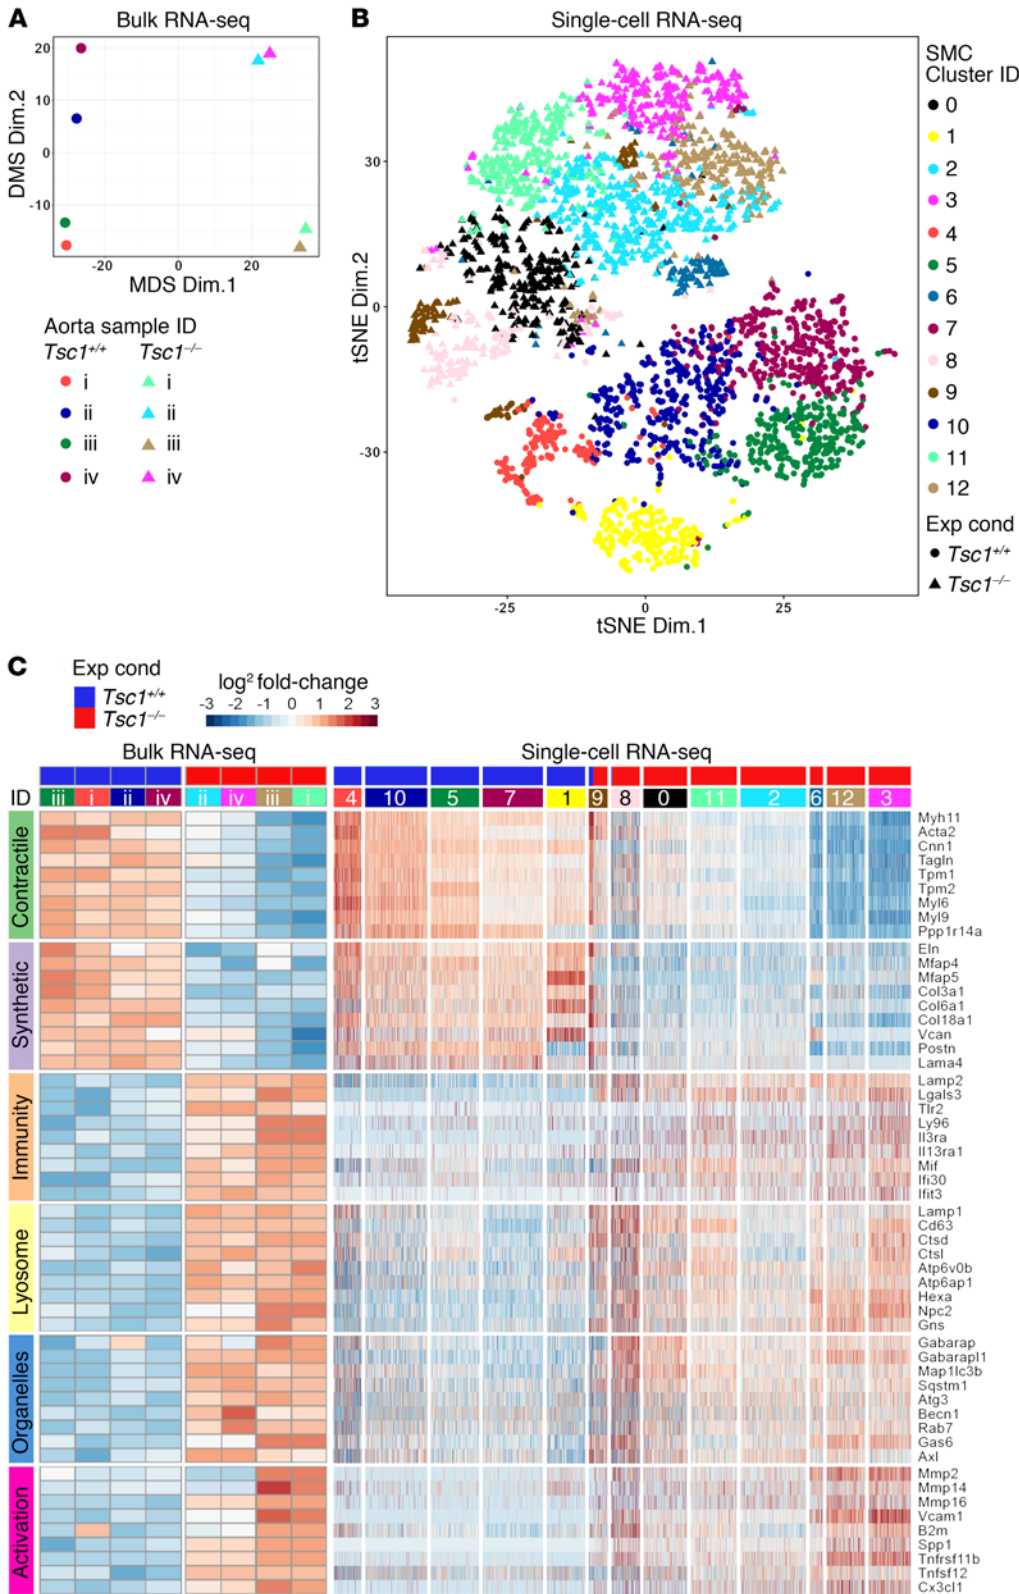 A
Bulk RNA-seq
20
10
0
-10
-20 0 20
DMS Dim.2
MDS Dim.1
Aorta sample ID
Tsc1+/+ Tsc1−/−
i i
ii ii
iii iii
iv iv
B
Single-cell RNA-seq
30
0
-30
-25 0 25
tSNE Dim.2
tSNE Dim.1
SMC
Cluster ID
0
1
2
3
4
5
6
7
8
9
10
11
12
Exp cond
Tsc1+/+
Tsc1−/−
C
Exp cond
Tsc1+/+
Tsc1−/−
log2 fold-change
-3 -2 -1 0 1 2 3
Bulk RNA-seq Single-cell RNA-seq
ID iii i ii iv ii iv iii i 4 10 5 7 1 9 8 0 11 2 6 12 3
Contractile
Myh11
Acta2
Cnn1
Tagln
Tpm1
Tpm2
Myl6
Myl9
Ppp1r14a
Synthetic
Eln
Mfap4
Mfap5
Col3a1
Col6a1
Col18a1
Vcan
Postn
Lama4
Immunity
Lamp2
Lgals3
Tlr2
Ly96
Il3ra
Il13ra1
Mif
Ifi30
Ifit3
Lyosome
Lamp1
Cd63
Ctsd
Ctsl
Atp6v0b
Atp6ap1
Hexa
Npc2
Gns
Organelles
Gabarap
Gabarapl1
Map1lc3b
Sqstm1
Atg3
Becn1
Rab7
Gas6
Axl
Activation
Mmp2
Mmp14
Mmp16
Vcam1
B2m
Spp1
Tnfrsf11b
Tnfsf12
Cx3cl1